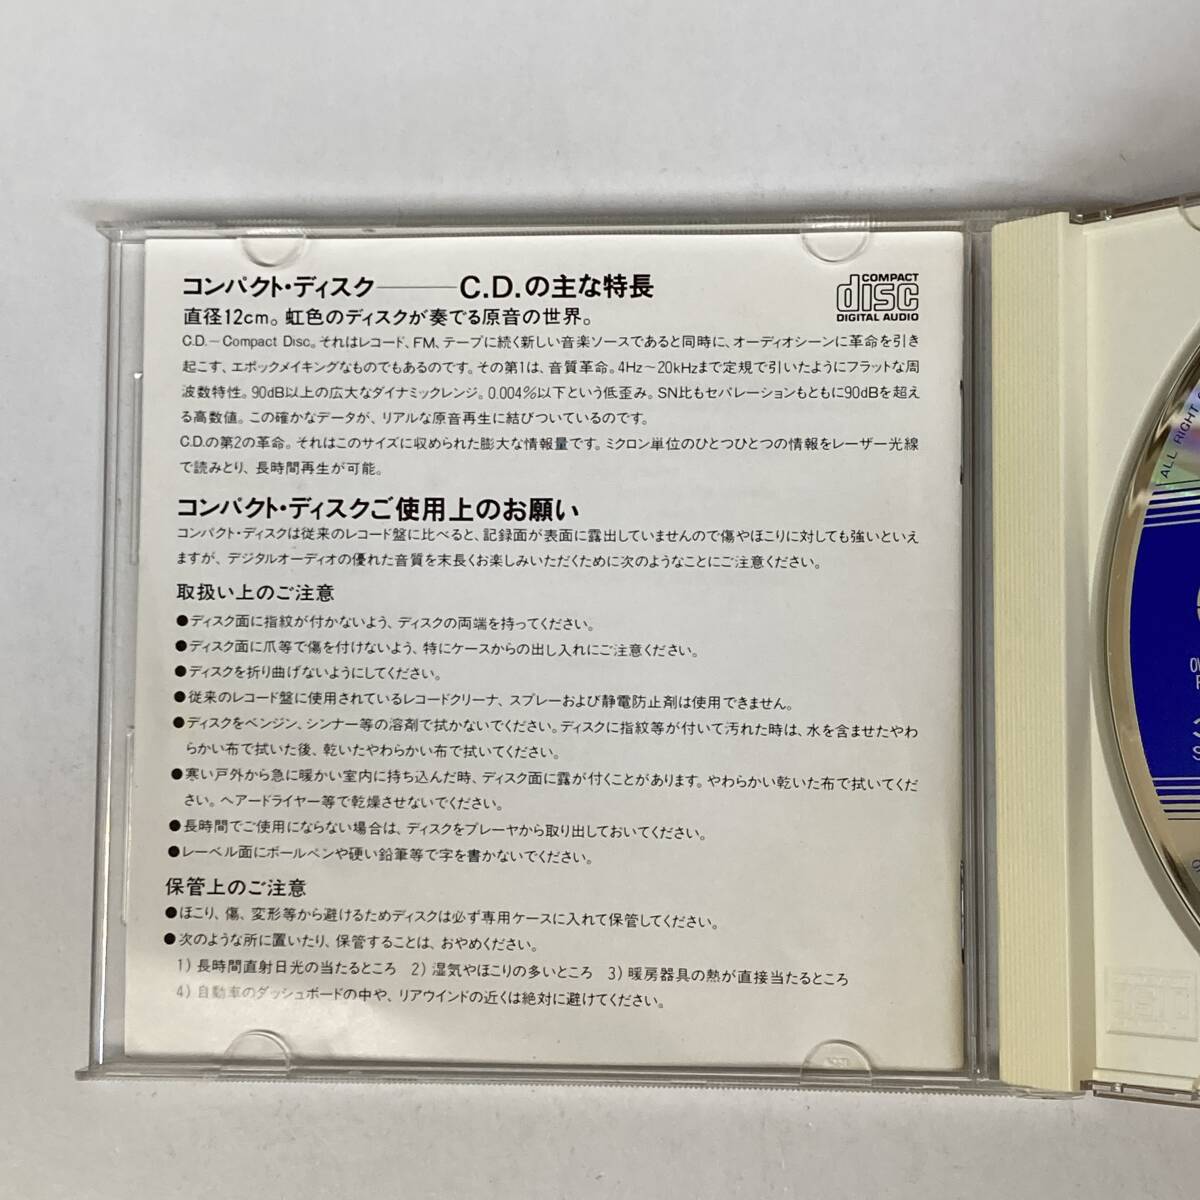 コンパクト・ディスク——C.D.の主な特長
COMPACT
disc
DIGITAL AUDIO
直径12cm。虹色のディスクが奏でる原音の世界。
C.D.－Compact Disc。それはレコード、FM、テープに続く新しい音楽ソースであると同時に、オーディオシーンに革命を引き
起こす、エポックメイキングなものでもあるのです。その第1は、音質革命。4Hz～20kHzまで定規で引いたようにフラットな周
波数特性。90dB以上の広大なダイナミックレンジ。0.004%以下という低歪み。SN比もセパレーションもともに90dBを超え
る高数値。この確かなデータが、リアルな原音再生に結びついているのです。
C.D.の第2の革命。それはこのサイズに収められた膨大な情報量です。ミクロン単位のひとつひとつの情報をレーザー光線
で読みとり、長時間再生が可能。
コンパクト・ディスクご使用上のお願い
コンパクト・ディスクは従来のレコード盤に比べると、記録面が表面に露出していませんので傷やほこりに対しても強いといえ
ますが、デジタルオーディオの優れた音質を末長くお楽しみいただくために次のようなことにご注意ください。
取扱い上のご注意
●ディスク面に指紋が付かないよう、ディスクの両端を持ってください。
●ディスク面に爪等で傷を付けないよう、特にケースからの出し入れにご注意ください。
●ディスクを折り曲げないようにしてください。
●従来のレコード盤に使用されているレコードクリーナ、スプレーおよび静電防止剤は使用できません。
●ディスクをベンジン、シンナー等の溶剤で拭かないでください。ディスクに指紋等が付いて汚れた時は、水を含ませたやわ
らかい布で拭いた後、乾いたやわらかい布で拭いてください。
●寒い戸外から急に暖かい室内に持ち込んだ時、ディスク面に露が付くことがあります。やわらかい乾いた布で拭いてくだ
さい。ヘアードライヤー等で乾燥させないでください。
●長時間でご使用にならない場合は、ディスクをプレーヤから取り出しておいてください。
●レーベル面にボールペンや硬い鉛筆等で字を書かないでください。
保管上のご注意
●ほこり、傷、変形等から避けるためディスクは必ず専用ケースに入れて保管してください。
●次のような所に置いたり、保管することは、おやめください。
1) 長時間直射日光の当たるところ 2) 湿気やほこりの多いところ 3) 暖房器具の熱が直接当たるところ
4) 自動車のダッシュボードの中や、リアウインドの近くは絶対に避けてください。
ALL RIGHT